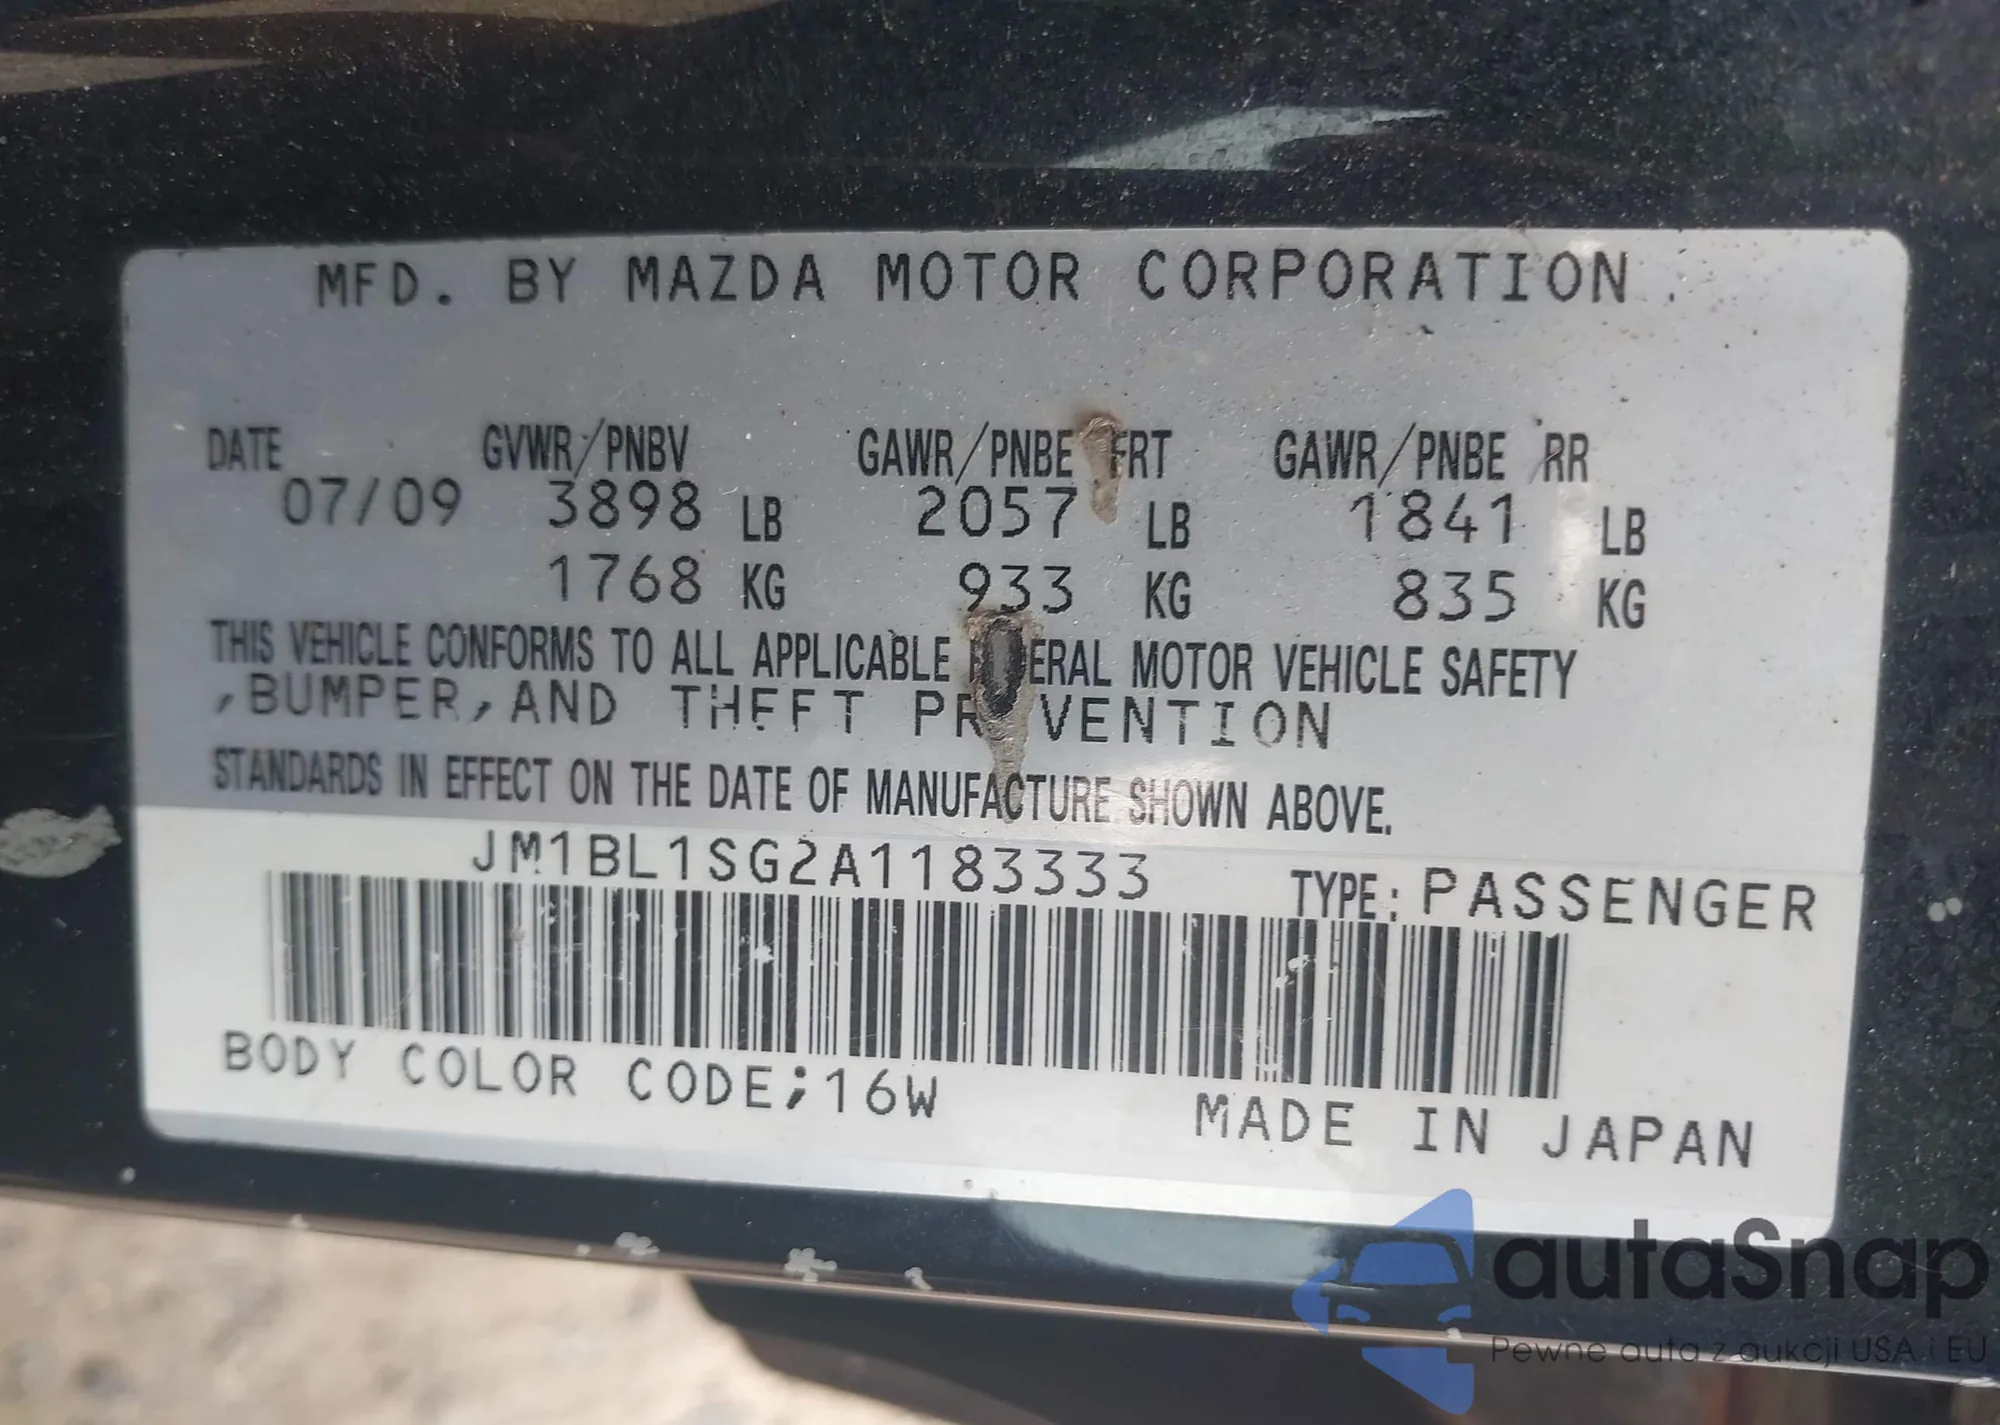 MFD. BY MAZDA MOTOR CORPORATION.
DATE GVWR/PNBV GAWR/PNBE FRT GAWR/PNBE RR
07/09 3898 LB 2057 LB 1841 LB
1768 KG 933 KG 835 KG
THIS VEHICLE CONFORMS TO ALL APPLICABLE FEDERAL MOTOR VEHICLE SAFETY
,BUMPER,AND THEFT PREVENTION
STANDARDS IN EFFECT ON THE DATE OF MANUFACTURE SHOWN ABOVE.
JM1BL1SG2A1183333
TYPE: PASSENGER
BODY COLOR CODE;16W
MADE IN JAPAN
autaSnap
Pewne auto z aukcji USA i EU